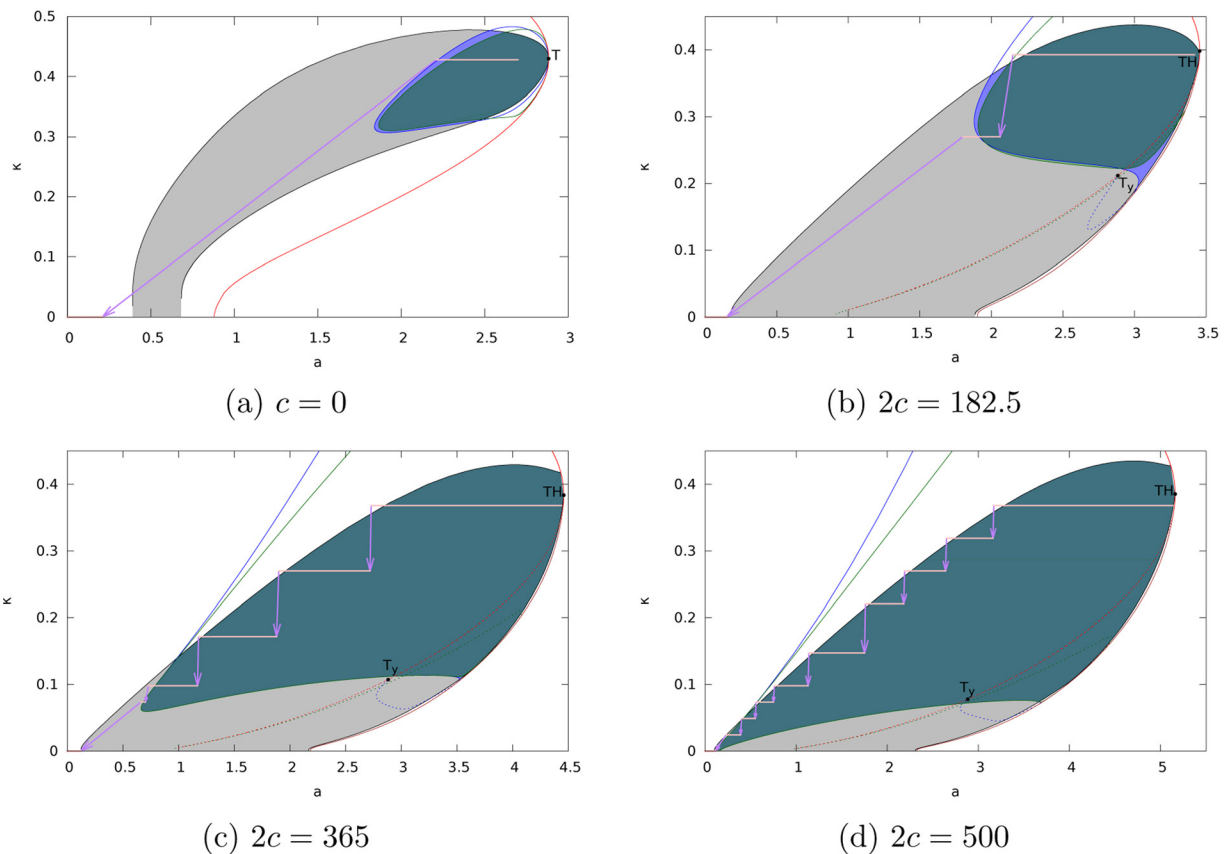 0.5
0.4
0.3
0.2
0.1
0
κ
T
0 0.5 1 1.5 2 2.5 3
a
(a) c = 0
0.4
0.3
0.2
0.1
0
κ
TH
Ty
0 0.5 1 1.5 2 2.5 3 3.5
a
(b) 2c = 182.5
0.4
0.3
0.2
0.1
0
κ
TH
Ty
0 0.5 1 1.5 2 2.5 3 3.5 4 4.5
a
(c) 2c = 365
0.4
0.3
0.2
0.1
0
κ
TH
Ty
0 1 2 3 4 5
a
(d) 2c = 500